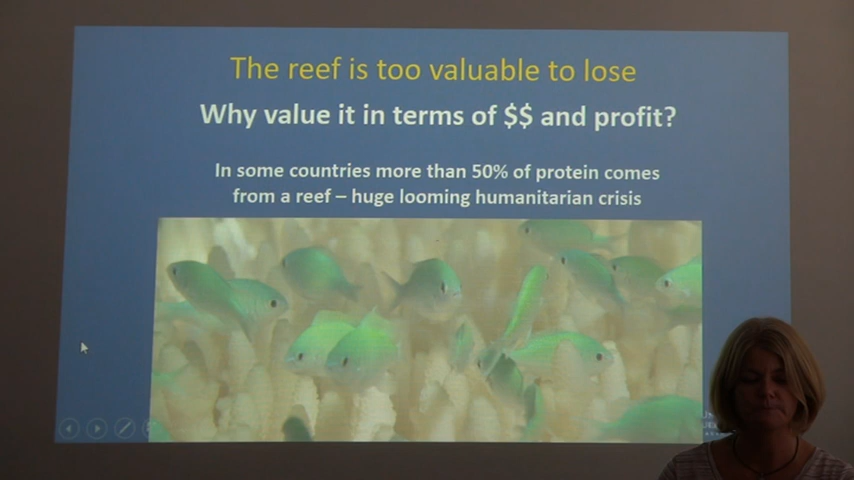 The reef is too valuable to lose
Why value it in terms of $$ and profit?
In some countries more than 50% of protein comes
from a reef – huge looming humanitarian crisis